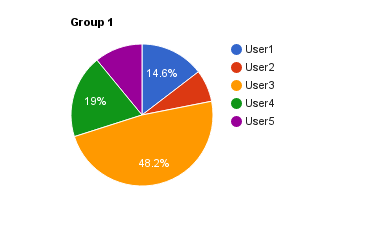 Group 1
14.6%
19%
48.2%
User1
User2
User3
User4
User5